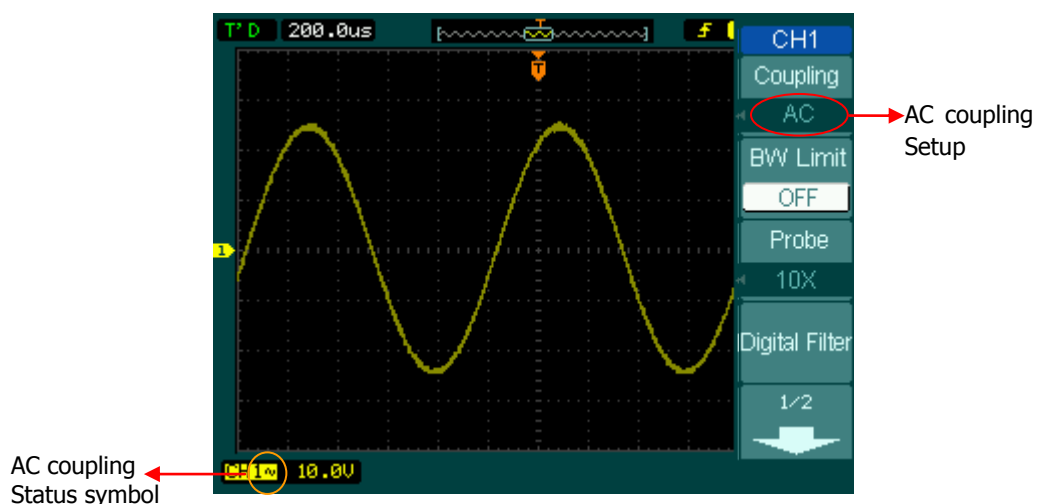 T'D 200.0us
T
T
CH1
Coupling
AC
BW Limit
OFF
Probe
10X
Digital Filter
1/2
1
CH1~ 10.0V
AC coupling
Setup
AC coupling
Status symbol